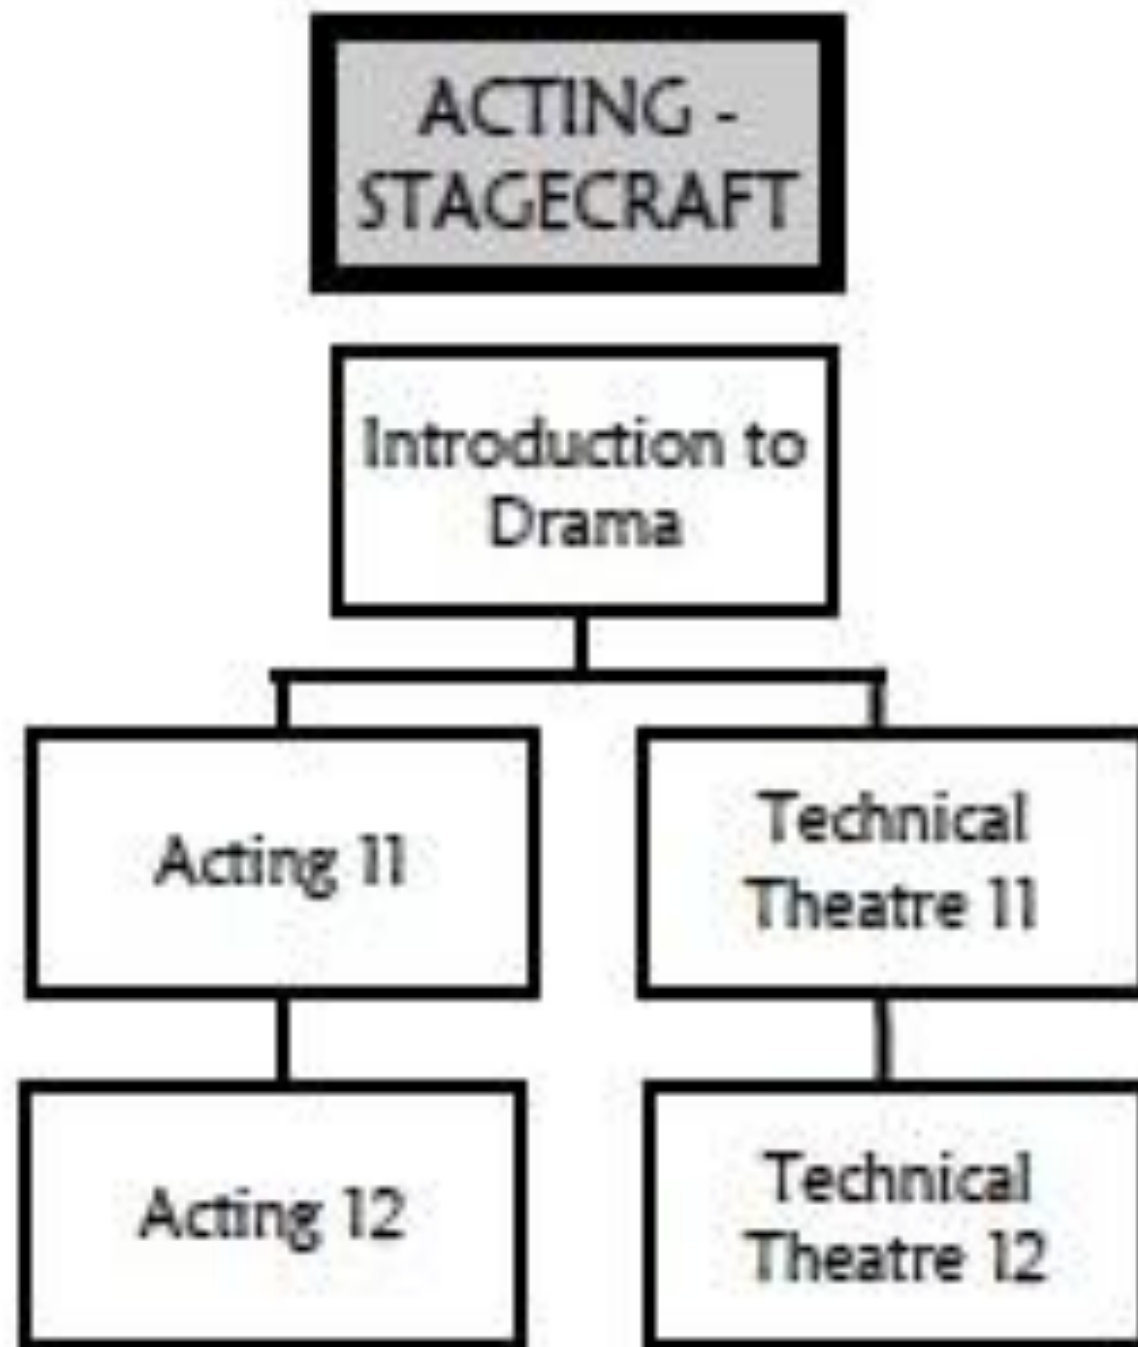 ACTING -
STAGECRAFT
Introduction to
Drama
Acting 11
Technical
Theatre 11
Acting 12
Technical
Theatre 12